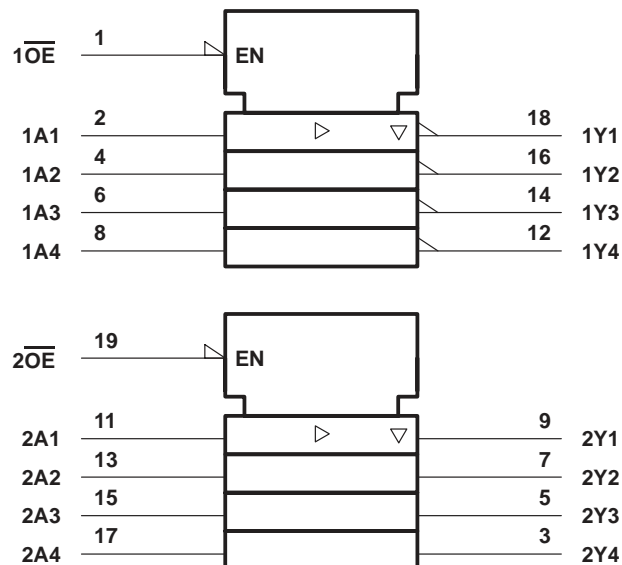 1OE 1 EN
1A1 2 18 1Y1
1A2 4 16 1Y2
1A3 6 14 1Y3
1A4 8 12 1Y4
2OE 19 EN
2A1 11 9 2Y1
2A2 13 7 2Y2
2A3 15 5 2Y3
2A4 17 3 2Y4